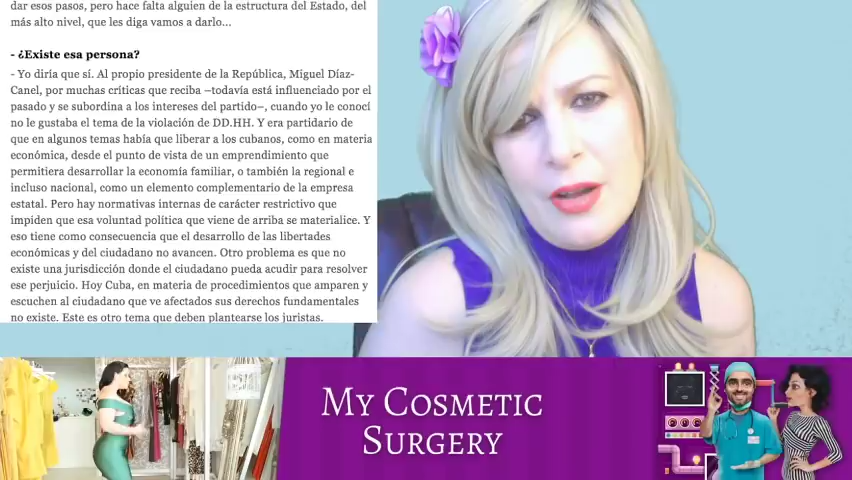 dar esos pasos, pero hace falta alguien de la estructura del Estado, del
más alto nivel, que les diga vamos a darlo...
- ¿Existe esa persona?
- Yo diría que sí. Al propio presidente de la República, Miguel Díaz-
Canel, por muchas críticas que reciba –todavía está influenciado por el
pasado y se subordina a los intereses del partido–, cuando yo le conocí
no le gustaba el tema de la violación de DD.HH. Y era partidario de
que en algunos temas había que liberar a los cubanos, como en materia
económica, desde el punto de vista de un emprendimiento que
permitiera desarrollar la economía familiar, o también la regional e
incluso nacional, como un elemento complementario de la empresa
estatal. Pero hay normativas internas de carácter restrictivo que
impiden que esa voluntad política que viene de arriba se materialice. Y
eso tiene como consecuencia que el desarrollo de las libertades
económicas y del ciudadano no avancen. Otro problema es que no
existe una jurisdicción donde el ciudadano pueda acudir para resolver
ese perjuicio. Hoy Cuba, en materia de procedimientos que amparen y
escuchen al ciudadano que ve afectados sus derechos fundamentales
no existe. Este es otro tema que deben plantearse los juristas.
My Cosmetic
Surgery